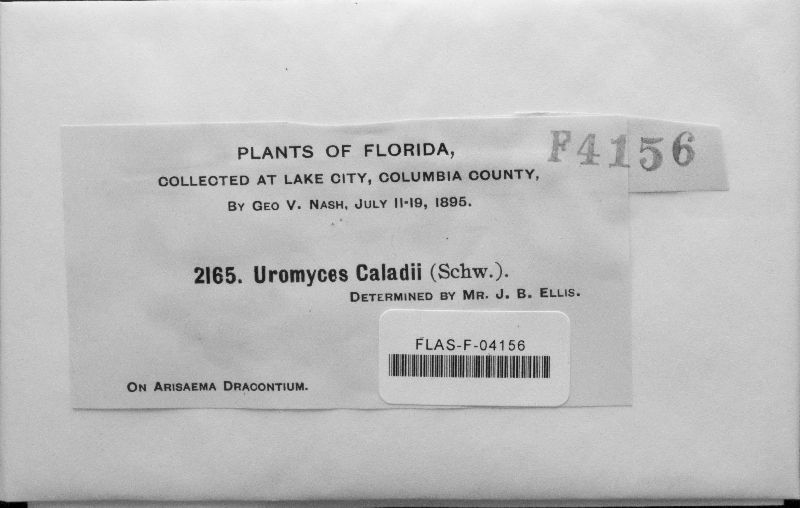 PLANTS OF FLORIDA,
F4156
COLLECTED AT LAKE CITY, COLUMBIA COUNTY,
BY GEO V. NASH, JULY 11-19, 1895.
2165. Uromyces Caladii (Schw.).
DETERMINED BY MR. J. B. ELLIS.
FLAS-F-04156
ON ARISAEMA DRACONTIUM.